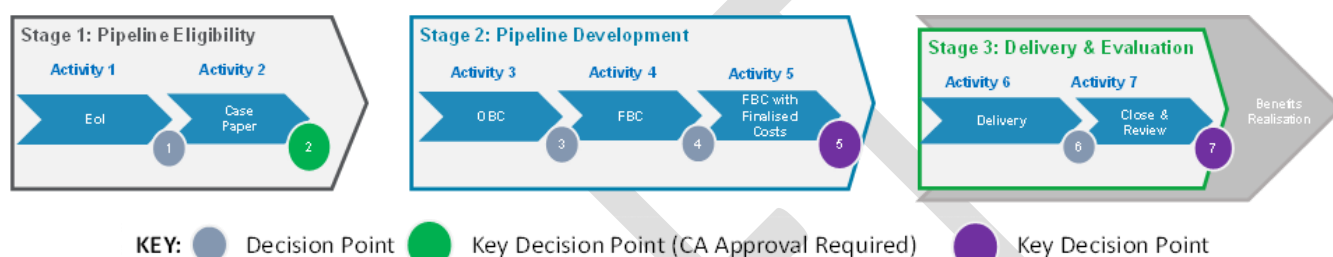 Stage 1: Pipeline Eligibility
Activity 1
Activity 2
EoI
Case
Paper
1
2
Stage 2: Pipeline Development
Activity 3
Activity 4
Activity 5
OBC
FBC
FBC with
Finalised
Costs
3
4
5
Stage 3: Delivery & Evaluation
Activity 6
Activity 7
Delivery
Close &
Review
6
7
Benefits
Realisation
KEY: Decision Point Key Decision Point (CA Approval Required) Key Decision Point